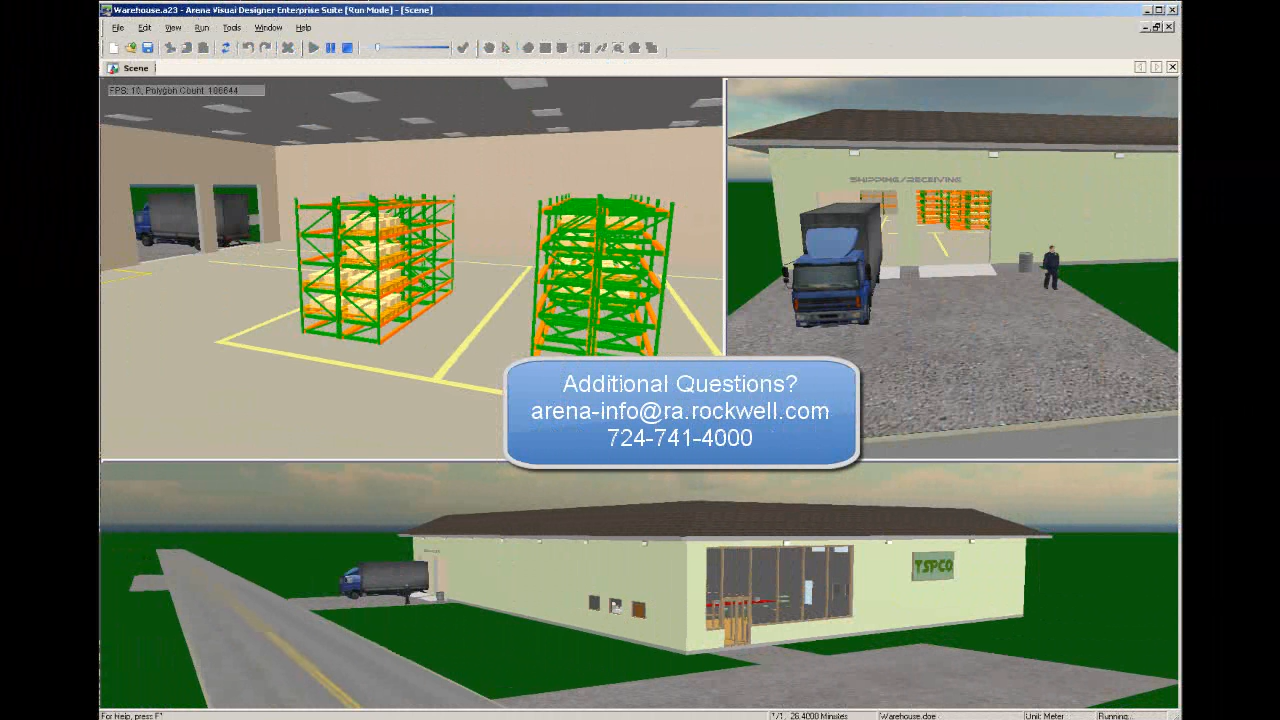 Warehouse.a23 - Arena Visual Designer Enterprise Suite [Run Mode] - [Scene]
File Edit View Run Tools Window Help
Scene
FPS: 10, Polygon Count 186644
SHIPPING/RECEIVING
Additional Questions?
arena-info@ra.rockwell.com
724-741-4000
TSPCO
For Help, press F1
1/1, 26.4000 Minutes
Warehouse.doe
Unit: Meter
Running...